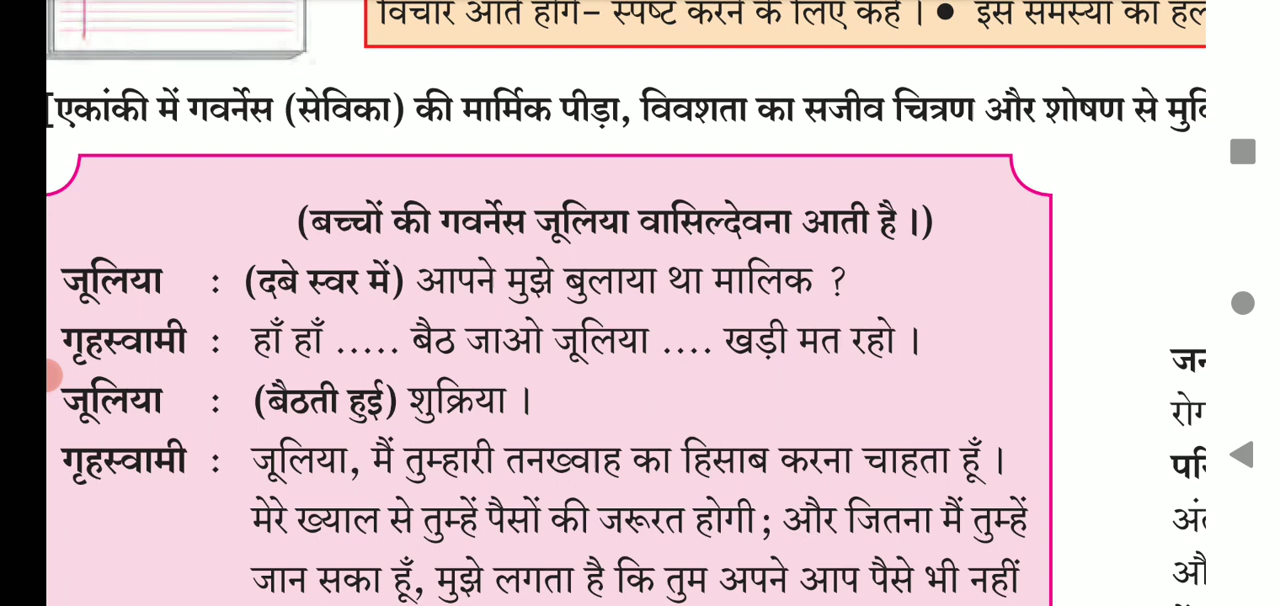 विचार आते होंगे– स्पष्ट करने के लिए कहें । ● इस समस्या का हल
[एकांकी में गवर्नेस (सेविका) की मार्मिक पीड़ा, विवशता का सजीव चित्रण और शोषण से
(बच्चों की गवर्नेस जूलिया वासिल्देवना आती है ।)
जूलिया : (दबे स्वर में) आपने मुझे बुलाया था मालिक ?
गृहस्वामी : हाँ हाँ ..... बैठ जाओ जूलिया .... खड़ी मत रहो ।
जूलिया : (बैठती हुई) शुक्रिया ।
गृहस्वामी : जूलिया, मैं तुम्हारी तनख्वाह का हिसाब करना चाहता हूँ ।
मेरे ख्याल से तुम्हें पैसों की जरूरत होगी; और जितना मैं तुम्हें
जान सका हूँ, मुझे लगता है कि तुम अपने आप पैसे भी नहीं